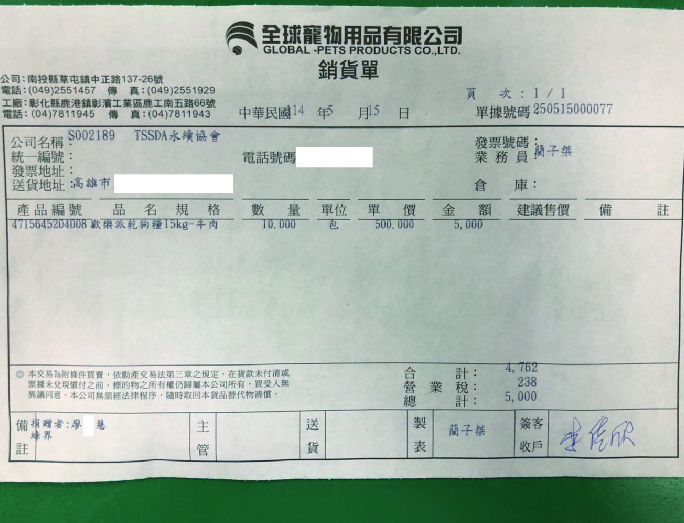 全球寵物用品有限公司
GLOBAL -PETS PRODUCTS CO.,LTD.
銷貨單
公司：南投縣草屯鎮中正路137-26號
電話：(049)2551457 傳 真：(049)2551929
工廠：彰化縣鹿港鎮彰濱工業區鹿工南五路66號
電話：(04)7811945 傳 真：(04)7811943
中華民國114 年5 月15 日
頁 次：1 / 1
單據號碼：250515000077
公司名稱：S002189 TSSDA永續協會
統一編號：
電話號碼
發票地址：
送貨地址：高雄市
發票號碼：
業務員：藺子桀
倉 庫：
產品編號 品名規格 數量 單位 單價 金額 建議售價 備註
4715645204008 歡樂派乾狗糧15kg-牛肉 10.000 包 500.000 5,000
◎ 本交易為附條件買賣，依動產交易法第三章之規定，在貨款未付清或
票據未兌現償付之前，標的物之所有權仍歸屬本公司所有，買受人無
異議同意。本公司無須經法律程序，隨時取回本貨品替代物清償。
合 計：4,762
營 業 稅：238
總 計：5,000
備註
捐贈者：廖 慧
綠界
主管
送貨
製表
藺子桀
簽客
收戶